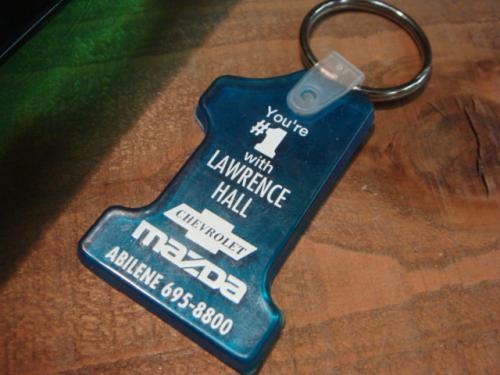 You're
#1
with
LAWRENCE
HALL
CHEVROLET
mazda
ABILENE 695-8800